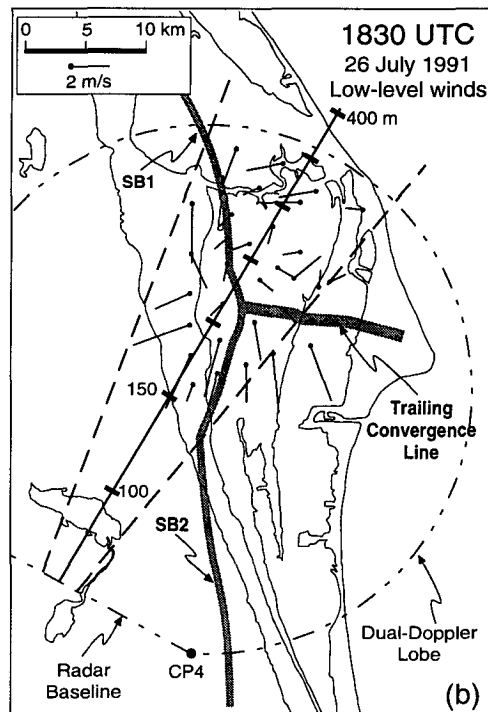 0 5 10 km
2 m/s
1830 UTC
26 July 1991
Low-level winds
400 m
SB1
150
Trailing
Convergence
Line
100
SB2
Dual-Doppler
Lobe
Radar
Baseline
CP4
(b)